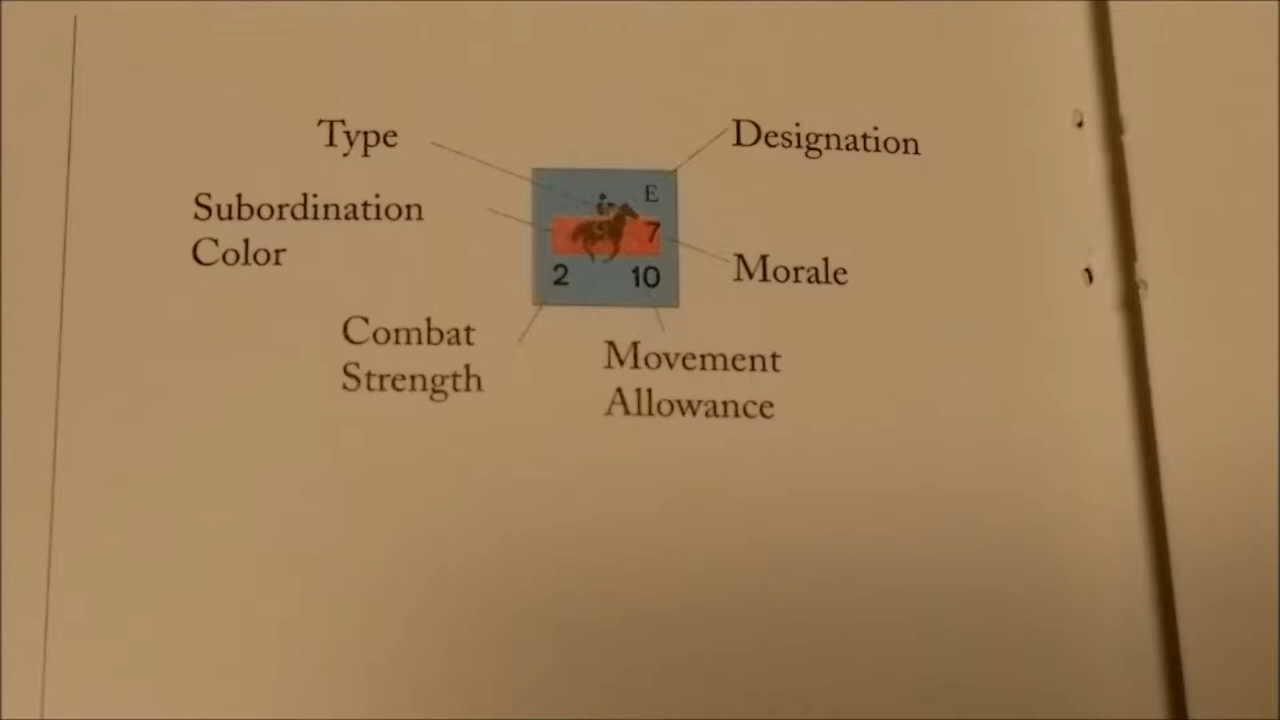 Type
Designation
E
Subordination
Color
7
Morale
2 10
Combat
Strength
Movement
Allowance